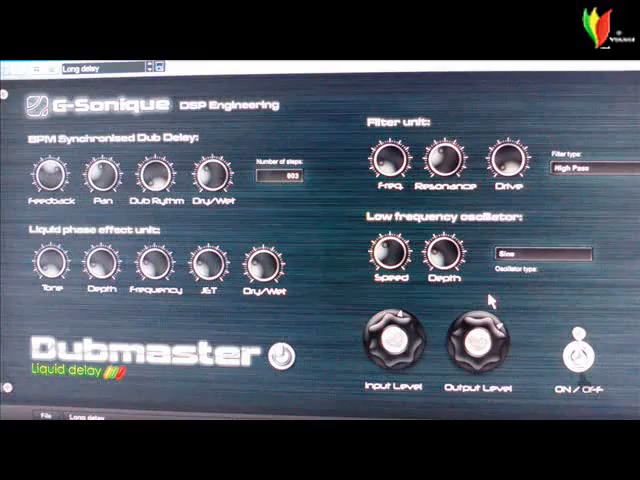 Long delay
G-Sonique DSP Engineering
BPM Synchronised Dub Delay:
Feedback Pan Dub Rythm Dry/Wet
Number of steps:
503
Liquid phase effect unit:
Tone Depth Frequency JET Dry/Wet
Dubmaster
Liquid delay
Filter unit:
Freq. Resonance Drive
Filter type:
High Pass
Low frequency oscillator:
Speed Depth
Sine
Oscillator type:
Input Level Output Level ON / OFF
File Long delay